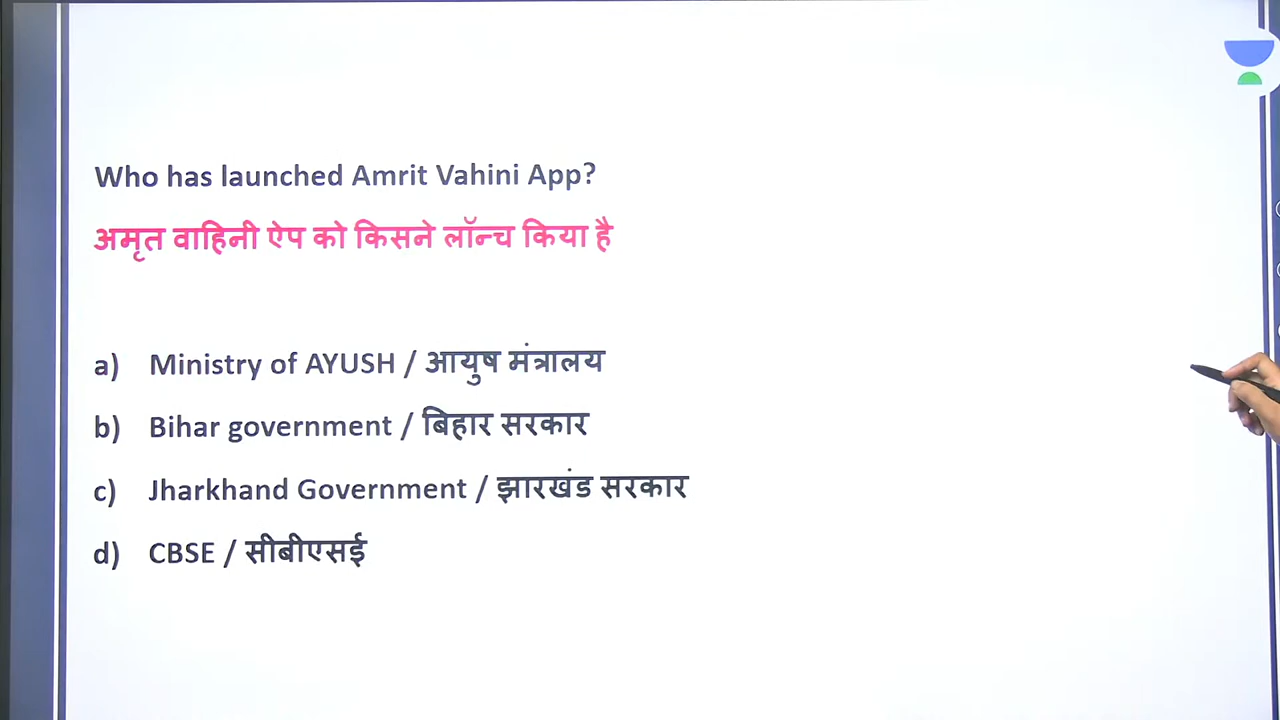 Who has launched Amrit Vahini App?
अमृत वाहिनी ऐप को किसने लॉन्च किया है
a) Ministry of AYUSH / आयुष मंत्रालय
b) Bihar government / बिहार सरकार
c) Jharkhand Government / झारखंड सरकार
d) CBSE / सीबीएसई